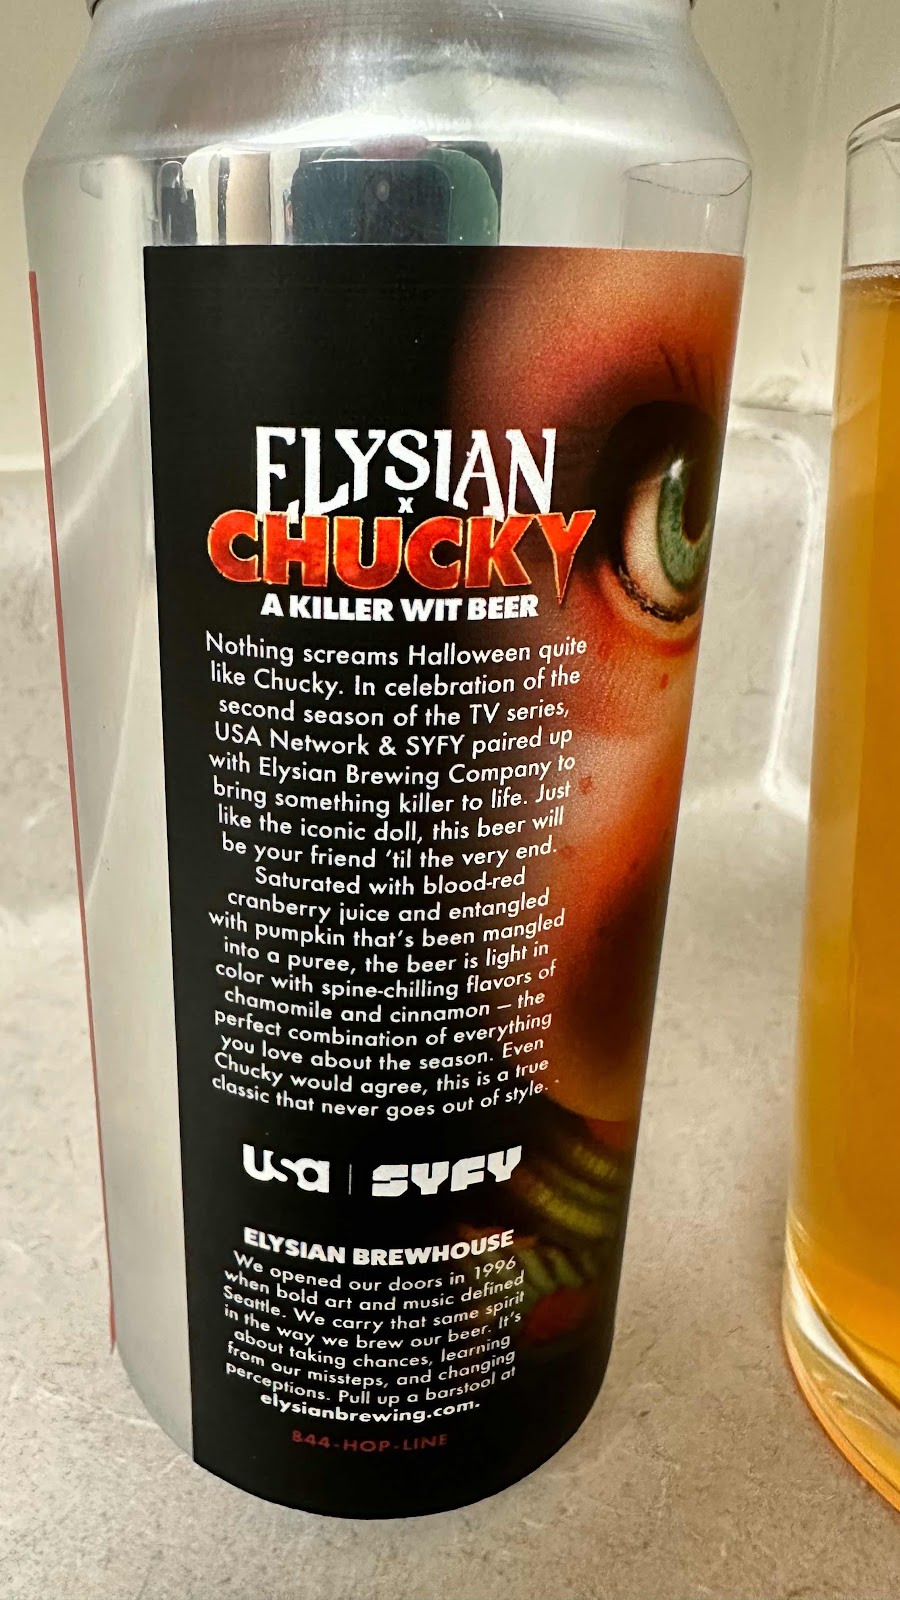 ELYSIAN
x
CHUCKY
A KILLER WIT BEER
Nothing screams Halloween quite
like Chucky. In celebration of the
second season of the TV series,
USA Network & SYFY paired up
with Elysian Brewing Company to
bring something killer to life. Just
like the iconic doll, this beer will
be your friend ‘til the very end.
Saturated with blood-red
cranberry juice and entangled
with pumpkin that’s been mangled
into a puree, the beer is light in
color with spine-chilling flavors of
chamomile and cinnamon – the
perfect combination of everything
you love about the season. Even
Chucky would agree, this is a true
classic that never goes out of style.
usa | SYFY
ELYSIAN BREWHOUSE
We opened our doors in 1996
when bold art and music defined
Seattle. We carry that same spirit
in the way we brew our beer. It’s
about taking chances, learning
from our missteps, and changing
perceptions. Pull up a barstool at
elysianbrewing.com.
844-HOP-LINE